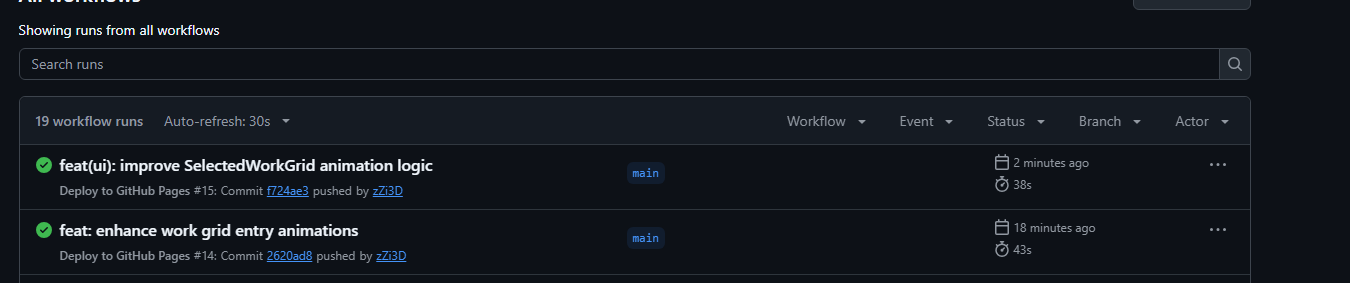 All workflows
Showing runs from all workflows
Search runs
19 workflow runs Auto-refresh: 30s Workflow Event Status Branch Actor
feat(ui): improve SelectedWorkGrid animation logic main 2 minutes ago
Deploy to GitHub Pages #15: Commit f724ae3 pushed by zZi3D 38s
feat: enhance work grid entry animations main 18 minutes ago
Deploy to GitHub Pages #14: Commit 2620ad8 pushed by zZi3D 43s